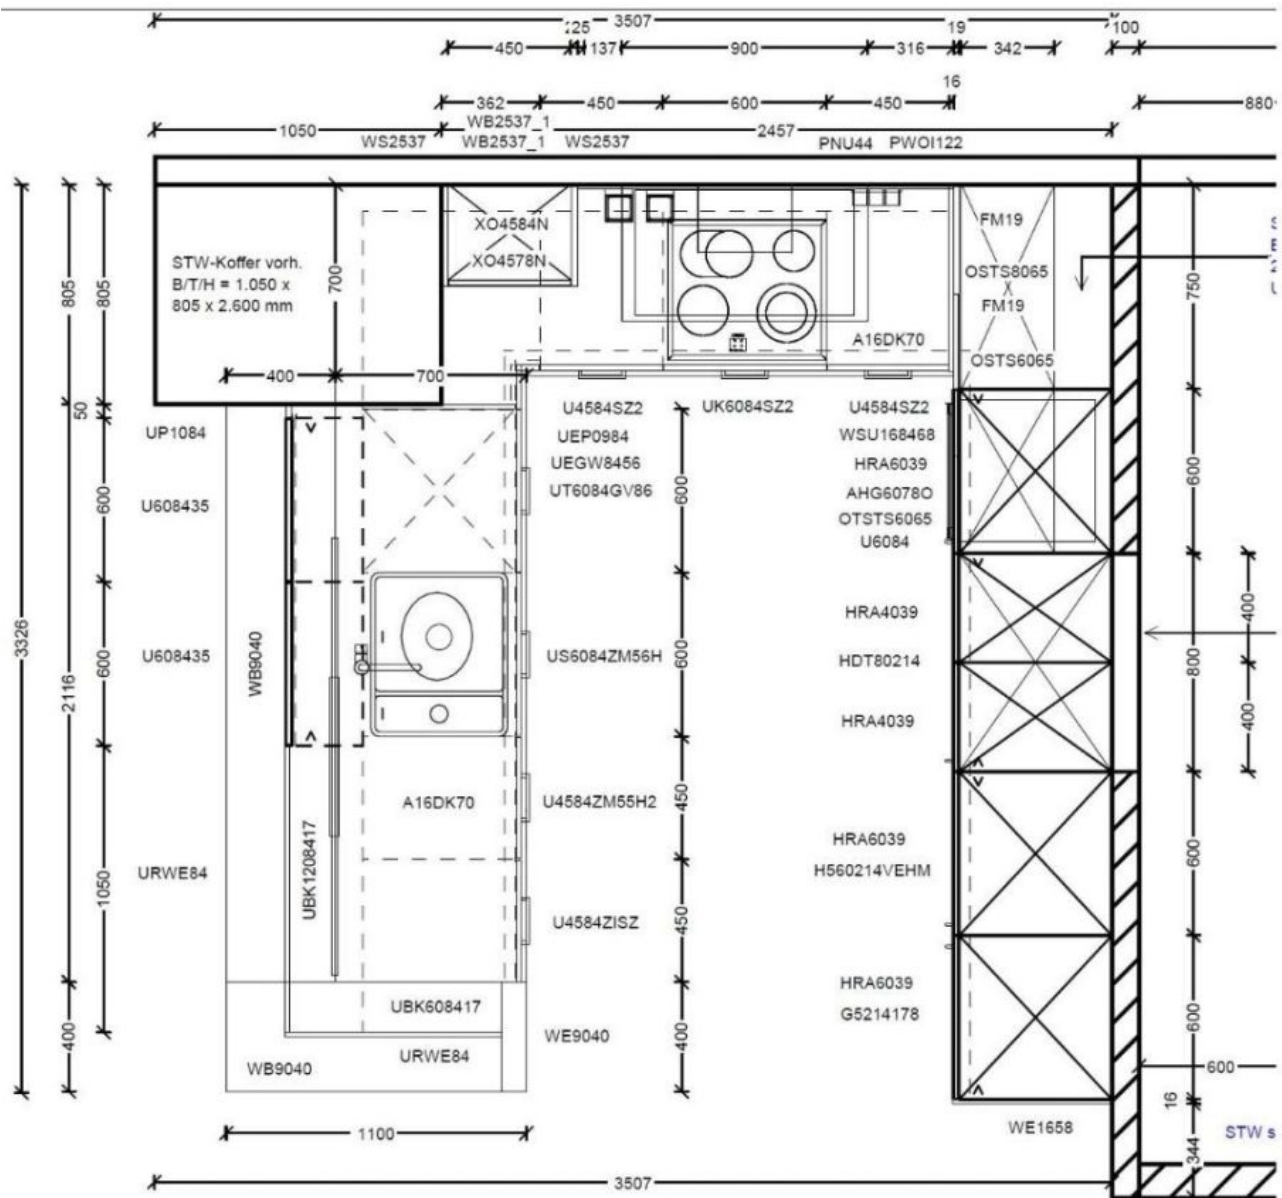 3507
100
450
137
900
316
19
342
16
362
450
600
450
880
1050
2457
WB2537_1
WS2537
WB2537_1
WS2537
PNU44
PWOI122
STW-Koffer vorh.
B/T/H = 1.050 x
805 x 2.600 mm
700
805
805
XO4584N
XO4578N
FM19
OSTS8065
FM19
OSTS6065
A16DK70
750
400
700
50
UP1084
U608435
U608435
URWE84
U4584SZ2
UK6084SZ2
U4584SZ2
UEP0984
WSU168468
UEGW8456
HRA6039
UT6084GV86
AHG6078O
OTSTS6065
U6084
600
600
600
3326
2116
600
WB9040
US6084ZM56H
600
HRA4039
HDT80214
HRA4039
800
400
400
A16DK70
U4584ZM55H2
450
UBK1208417
1050
HRA6039
H560214VEHM
600
U4584ZISZ
450
HRA6039
G5214178
600
UBK608417
400
URWE84
WB9040
WE9040
400
600
16
WE1658
STW s
344
1100
3507